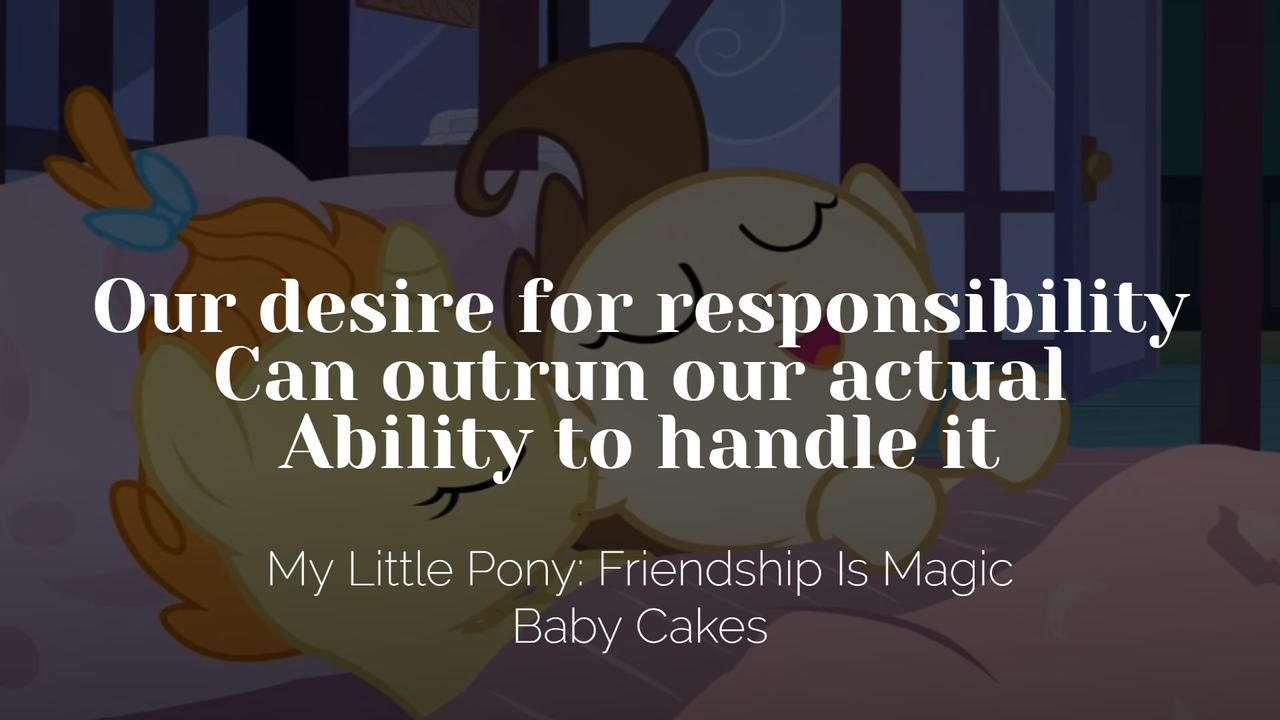 Our desire for responsibility
Can outrun our actual
Ability to handle it
My Little Pony: Friendship Is Magic
Baby Cakes